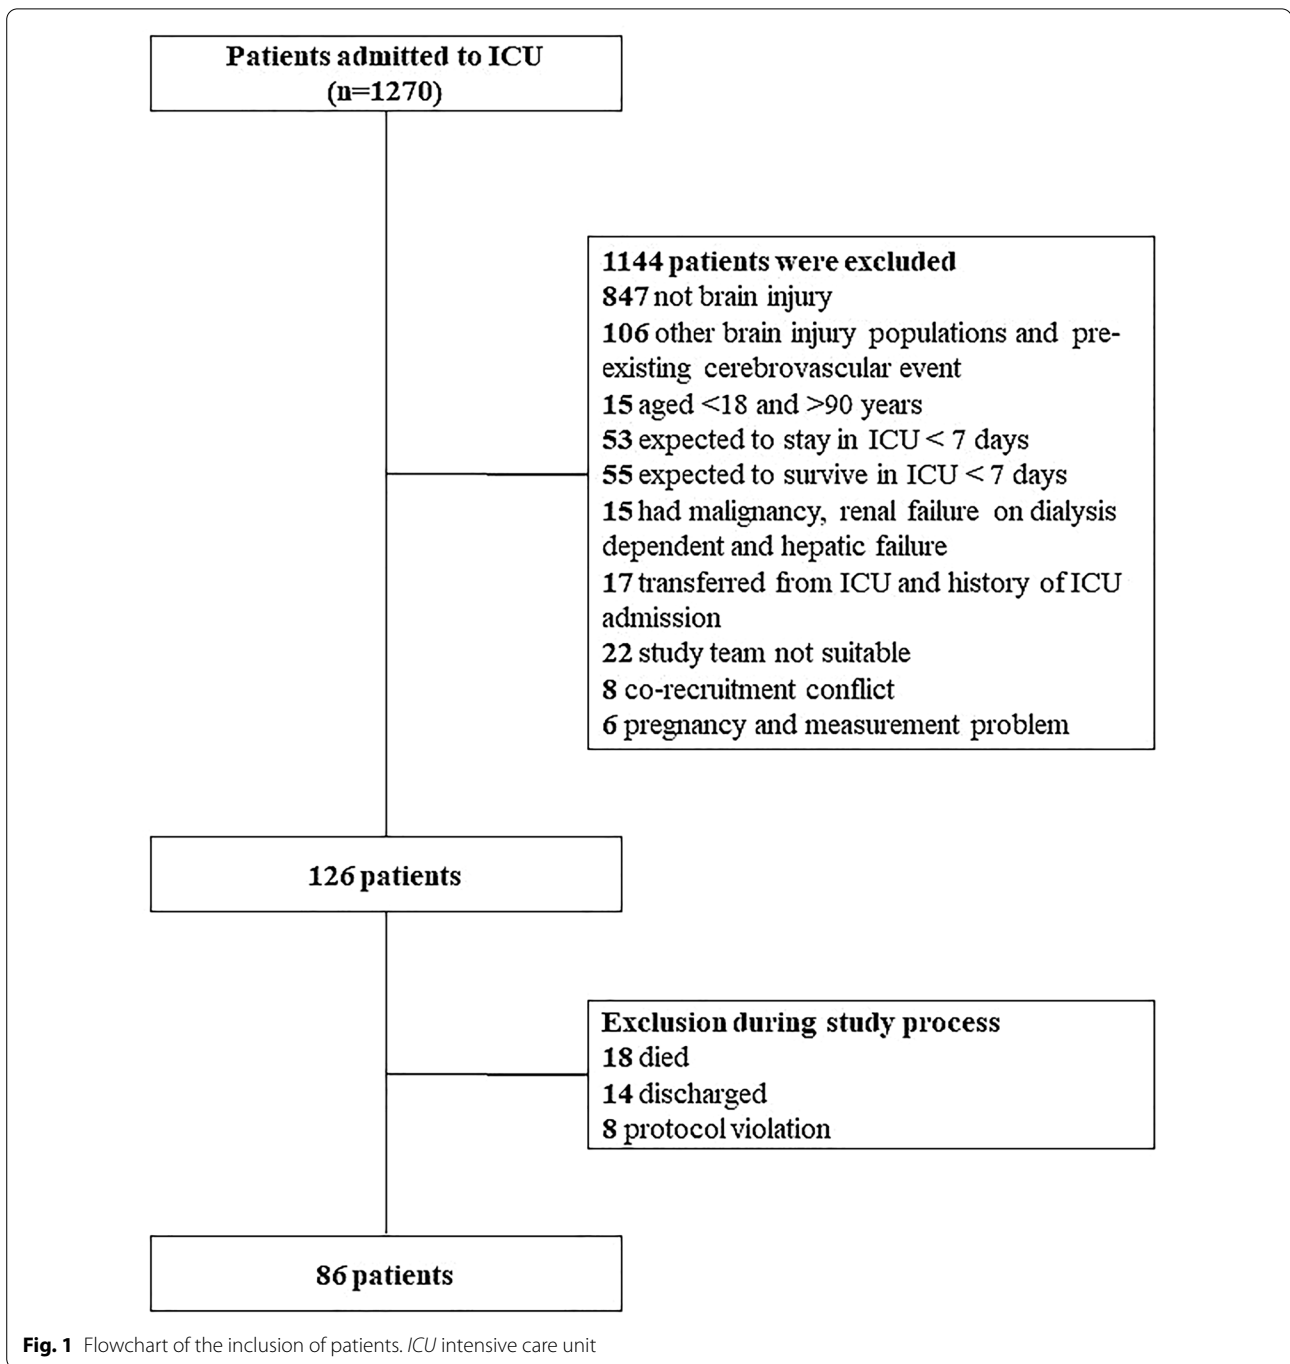 Patients admitted to ICU
(n=1270)
1144 patients were excluded
847 not brain injury
106 other brain injury populations and pre-
existing cerebrovascular event
15 aged <18 and >90 years
53 expected to stay in ICU < 7 days
55 expected to survive in ICU < 7 days
15 had malignancy, renal failure on dialysis
dependent and hepatic failure
17 transferred from ICU and history of ICU
admission
22 study team not suitable
8 co-recruitment conflict
6 pregnancy and measurement problem
126 patients
Exclusion during study process
18 died
14 discharged
8 protocol violation
86 patients
Fig. 1 Flowchart of the inclusion of patients. ICU intensive care unit